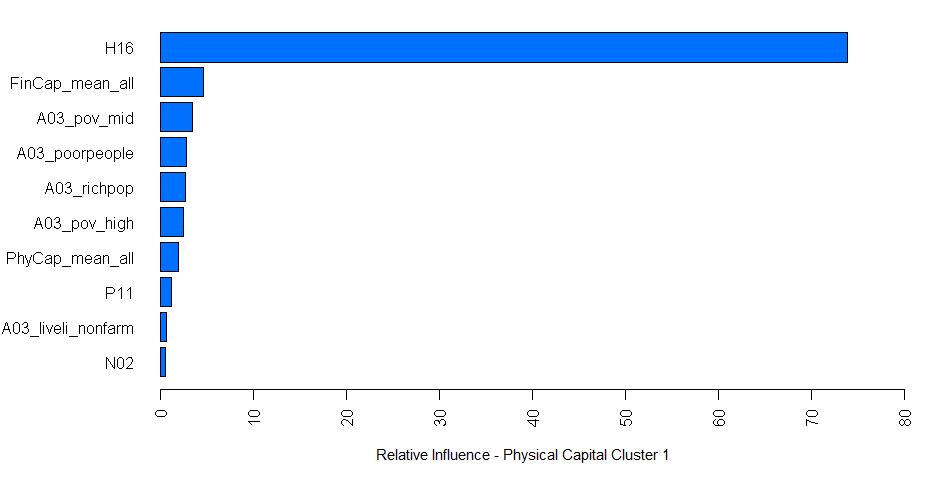 H16
FinCap_mean_all
A03_pov_mid
A03_poorpeople
A03_richpop
A03_pov_high
PhyCap_mean_all
P11
A03_liveli_nonfarm
N02
0 10 20 30 40 50 60 70 80
Relative Influence - Physical Capital Cluster 1